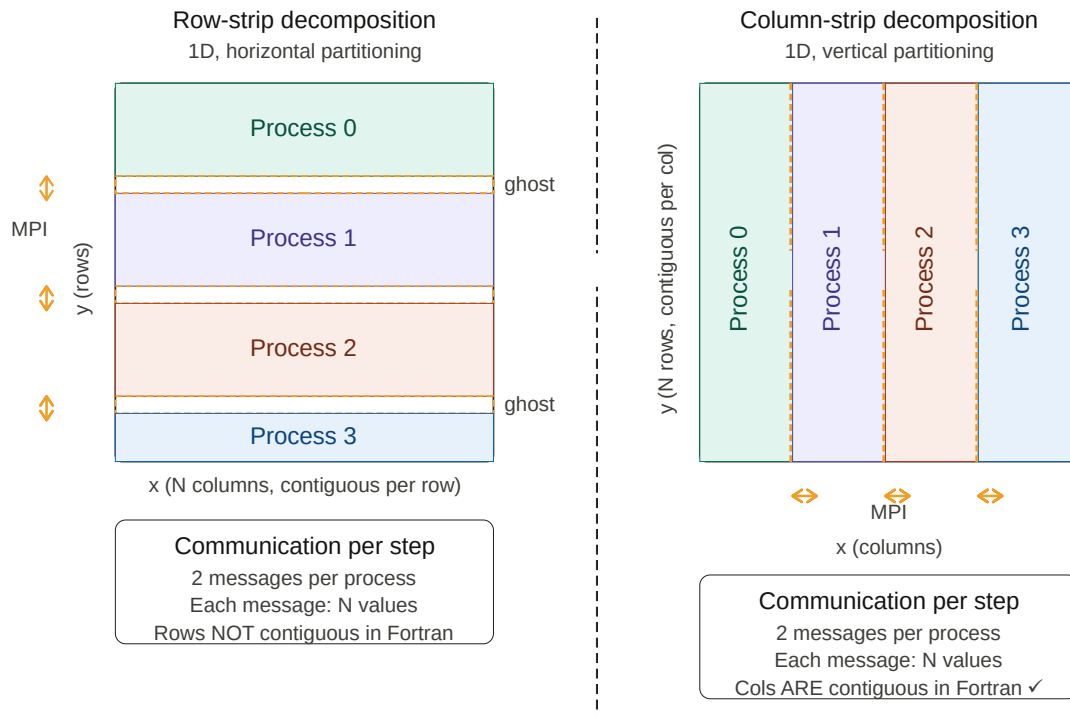 Row-strip decomposition
1D, horizontal partitioning
Process 0
ghost
MPI
Process 1
y (rows)
Process 2
ghost
Process 3
x (N columns, contiguous per row)
Communication per step
2 messages per process
Each message: N values
Rows NOT contiguous in Fortran
Column-strip decomposition
1D, vertical partitioning
y (N rows, contiguous per col)
Process 0
Process 1
Process 2
Process 3
MPI
x (columns)
Communication per step
2 messages per process
Each message: N values
Cols ARE contiguous in Fortran ✓